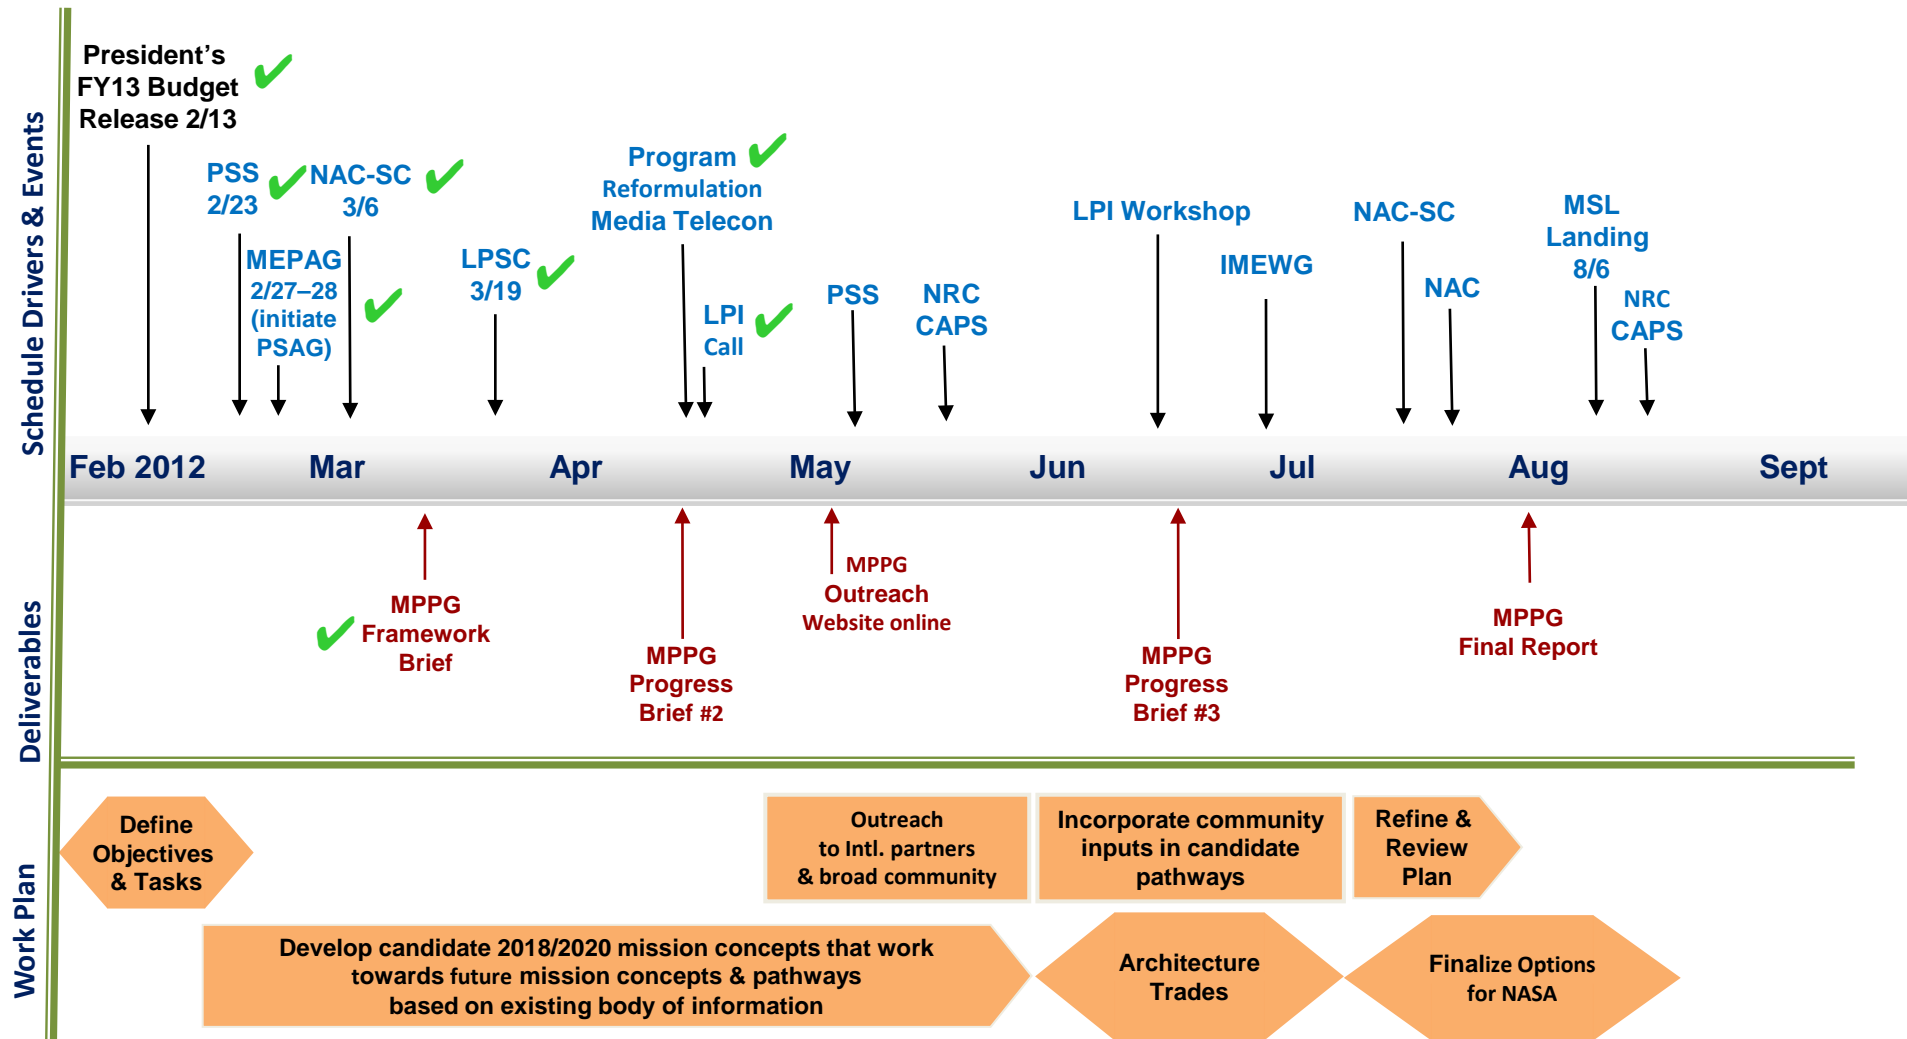 Schedule Drivers & Events
President’s
FY13 Budget
Release 2/13
PSS
2/23
MEPAG
2/27–28
(initiate
PSAG)
NAC-SC
3/6
LPSC
3/19
Program
Reformulation
Media Telecon
LPI
Call
PSS
NRC
CAPS
LPI Workshop
IMEWG
NAC-SC
NAC
MSL
Landing
8/6
NRC
CAPS
Feb 2012
Mar
Apr
May
Jun
Jul
Aug
Sept
Deliverables
MPPG
Framework
Brief
MPPG
Progress
Brief #2
MPPG
Outreach
Website online
MPPG
Progress
Brief #3
MPPG
Final Report
Work Plan
Define
Objectives
& Tasks
Outreach
to Intl. partners
& broad community
Incorporate community
inputs in candidate
pathways
Refine &
Review
Plan
Develop candidate 2018/2020 mission concepts that work
towards future mission concepts & pathways
based on existing body of information
Architecture
Trades
Finalize Options
for NASA